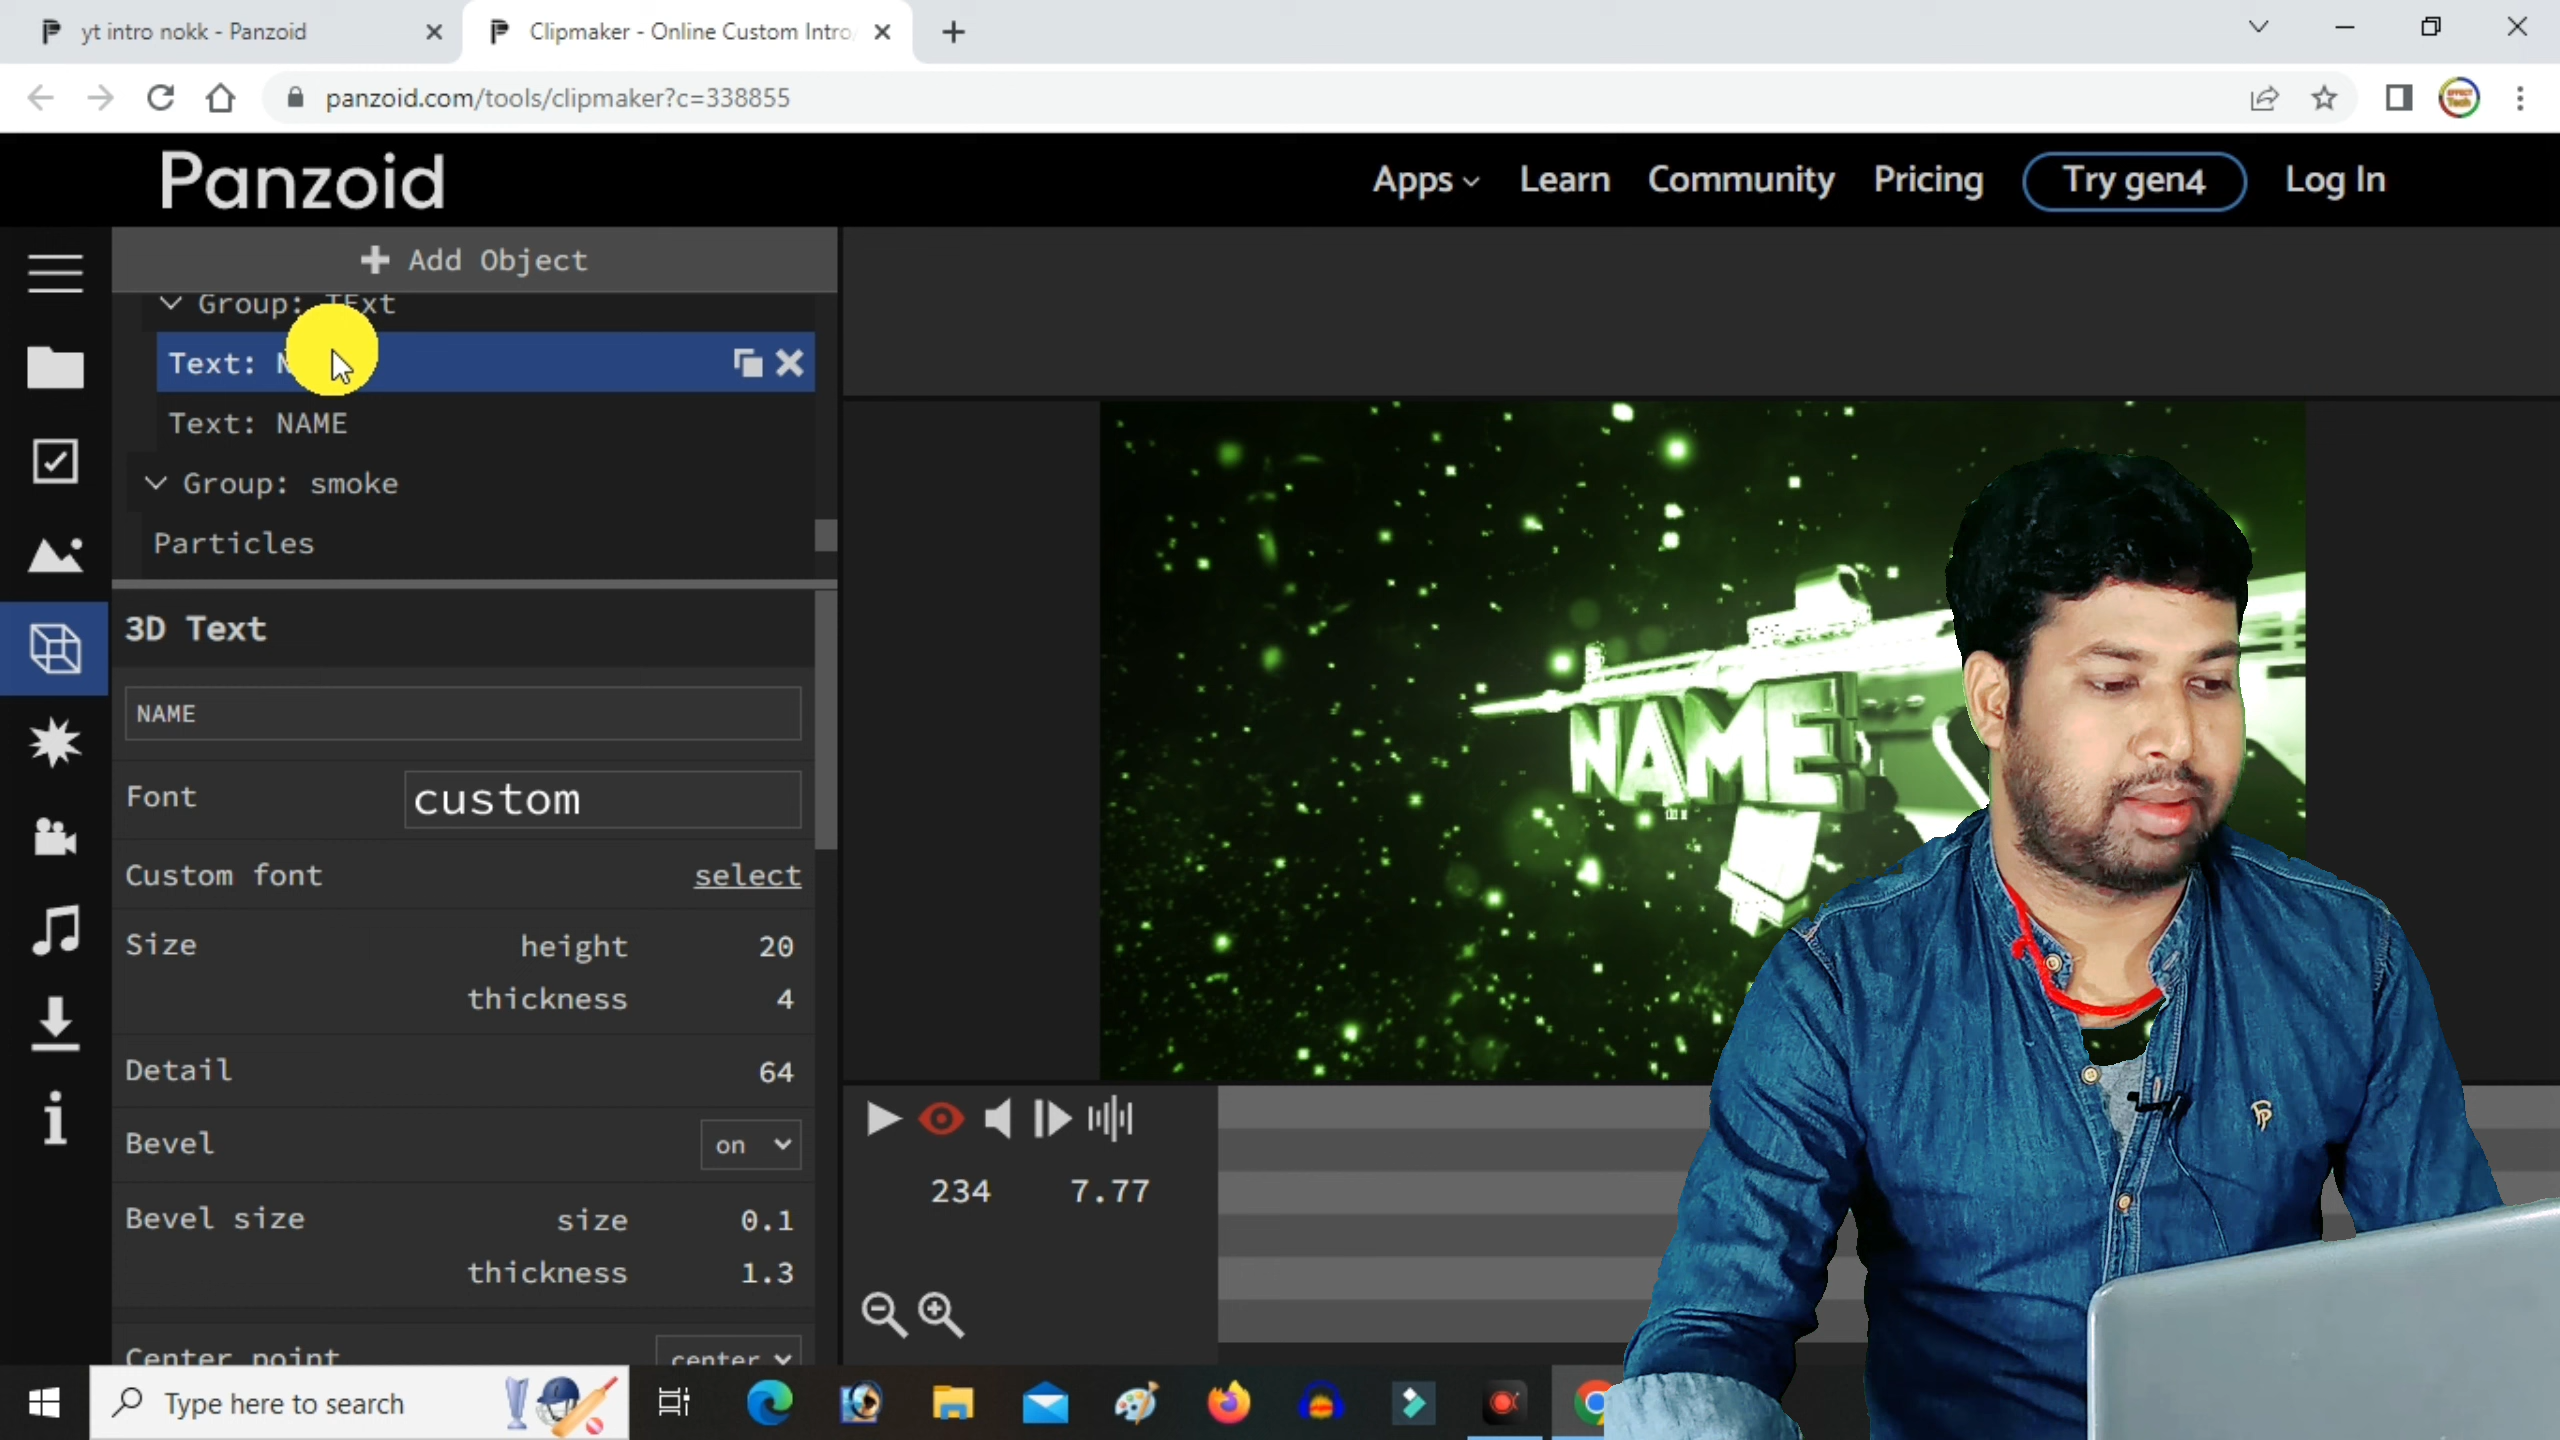 yt intro nokk - Panzoid
Clipmaker - Online Custom Intro/
panzoid.com/tools/clipmaker?c=338855
Panzoid
Apps
Learn
Community
Pricing
Try gen4
Log In
Add Object
Group: TExt
Text:
Text: NAME
Group: smoke
Particles
3D Text
NAME
Font custom
Custom font select
Size height 20
thickness 4
Detail 64
Bevel on
Bevel size size 0.1
thickness 1.3
Center point center
NAME
234 7.77
Type here to search